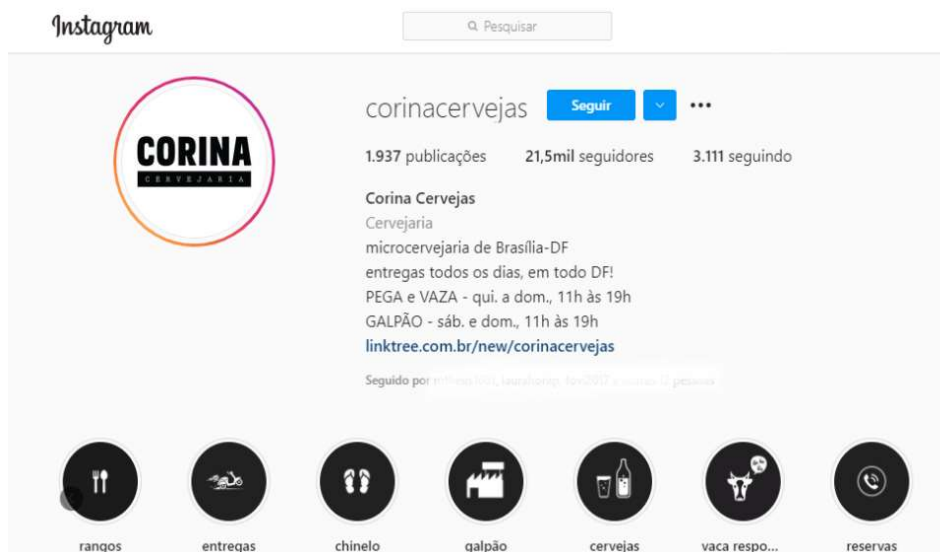 Instagram
Pesquisar
CORINA
CERVEJARIA
corinacervejas Seguir
1.937 publicações 21,5mil seguidores 3.111 seguindo
Corina Cervejas
Cervejaria
microcervejaria de Brasília-DF
entregas todos os dias, em todo DF!
PEGA e VAZA - qui. a dom., 11h às 19h
GALPÃO - sáb. e dom., 11h às 19h
linktree.com.br/new/corinacervejas
Seguido por
rangos entregas chinelo galpão cervejas vaca respo... reservas